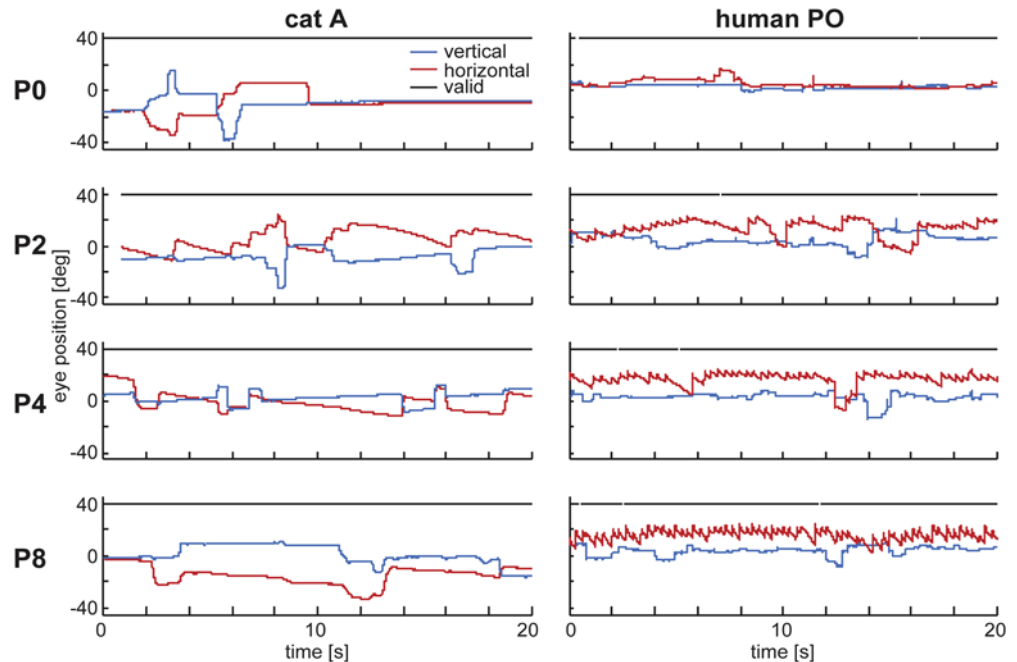 cat A
human PO
P0
40
0
-40
vertical
horizontal
valid
P2
40
0
-40
eye position [deg]
P4
40
0
-40
P8
40
0
-40
0
10
20
time [s]
0
10
20
time [s]